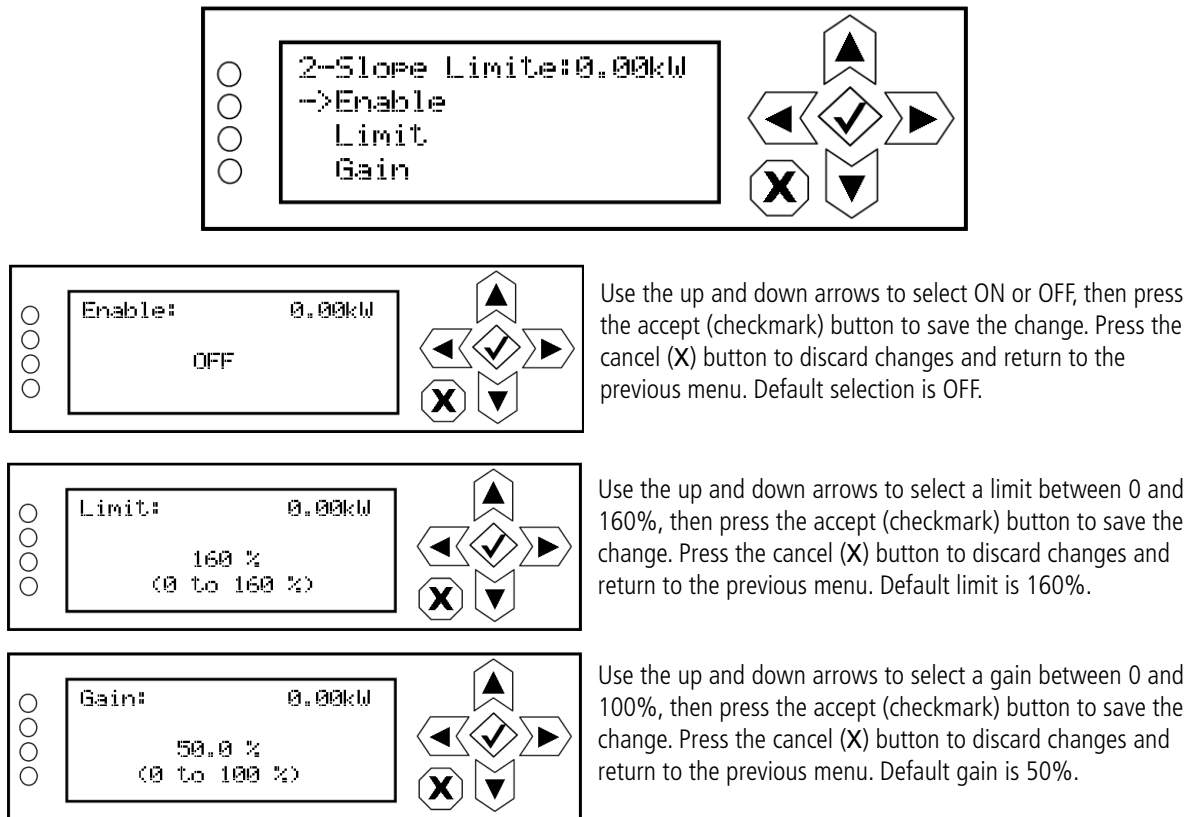 2-Slope Limite:0.00kW
->Enable
Limit
Gain
X
Enable: 0.00kW
OFF
X
Use the up and down arrows to select ON or OFF, then press
the accept (checkmark) button to save the change. Press the
cancel (X) button to discard changes and return to the
previous menu. Default selection is OFF.
Limit: 0.00kW
160 %
(0 to 160 %)
X
Use the up and down arrows to select a limit between 0 and
160%, then press the accept (checkmark) button to save the
change. Press the cancel (X) button to discard changes and
return to the previous menu. Default limit is 160%.
Gain: 0.00kW
50.0 %
(0 to 100 %)
X
Use the up and down arrows to select a gain between 0 and
100%, then press the accept (checkmark) button to save the
change. Press the cancel (X) button to discard changes and
return to the previous menu. Default gain is 50%.